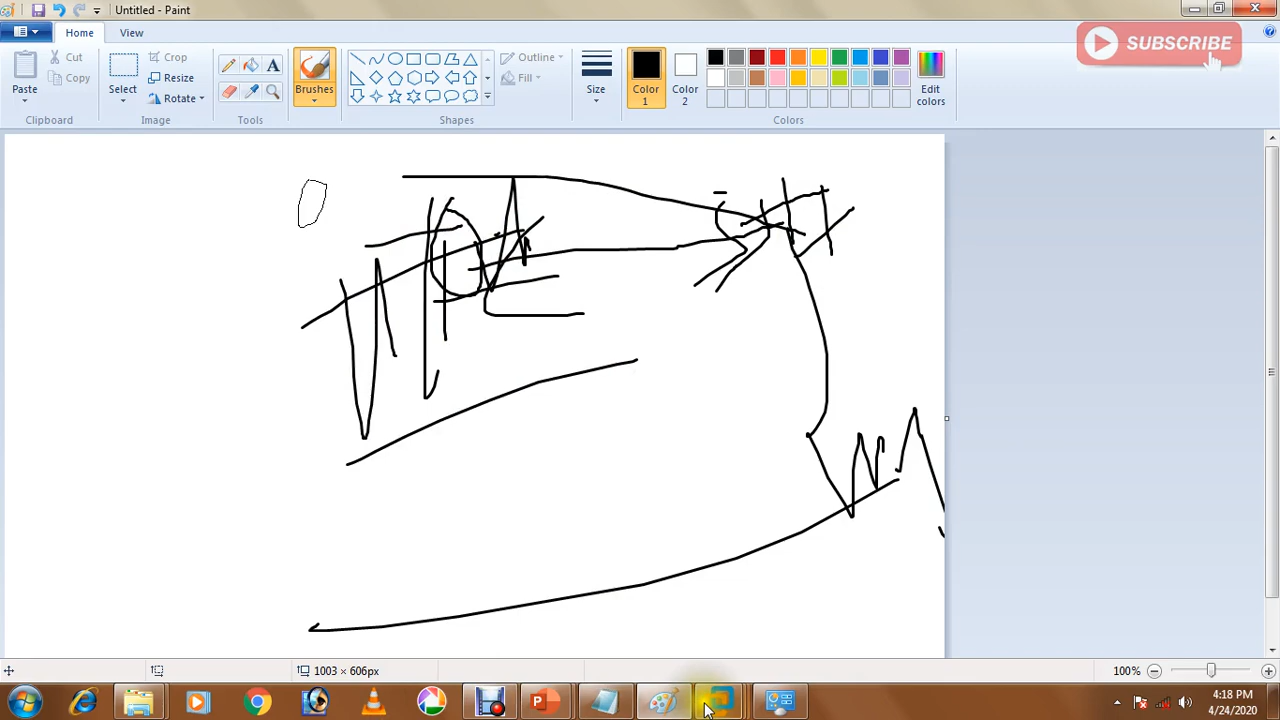 Untitled - Paint
Home View
SUBSCRIBE
Paste Cut Copy
Select Crop Resize Rotate
Brushes
Outline Fill
Size
Color 1
Color 2
Edit colors
Clipboard Image Tools Shapes Colors
1003 × 606px 100%
4:18 PM
4/24/2020